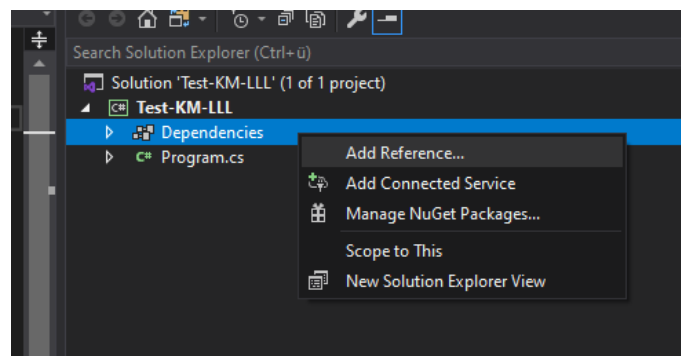 Search Solution Explorer (Ctrl+ü)
Solution 'Test-KM-LLL' (1 of 1 project)
C# Test-KM-LLL
Dependencies
C# Program.cs
Add Reference...
Add Connected Service
Manage NuGet Packages...
Scope to This
New Solution Explorer View